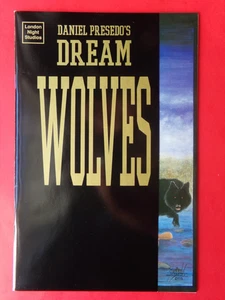 London
Night
Studios
DANIEL PRESEDO'S
DREAM
WOLVES